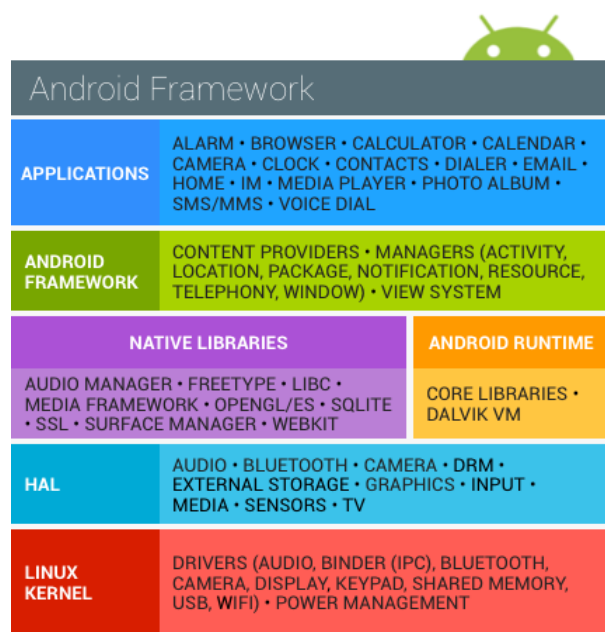 Android Framework
APPLICATIONS
ALARM • BROWSER • CALCULATOR • CALENDAR •
CAMERA • CLOCK • CONTACTS • DIALER • EMAIL •
HOME • IM • MEDIA PLAYER • PHOTO ALBUM •
SMS/MMS • VOICE DIAL
ANDROID
FRAMEWORK
CONTENT PROVIDERS • MANAGERS (ACTIVITY,
LOCATION, PACKAGE, NOTIFICATION, RESOURCE,
TELEPHONY, WINDOW) • VIEW SYSTEM
NATIVE LIBRARIES
AUDIO MANAGER • FREETYPE • LIBC •
MEDIA FRAMEWORK • OPENGL/ES • SQLITE
• SSL • SURFACE MANAGER • WEBKIT
ANDROID RUNTIME
CORE LIBRARIES •
DALVIK VM
HAL
AUDIO • BLUETOOTH • CAMERA • DRM •
EXTERNAL STORAGE • GRAPHICS • INPUT •
MEDIA • SENSORS • TV
LINUX
KERNEL
DRIVERS (AUDIO, BINDER (IPC), BLUETOOTH,
CAMERA, DISPLAY, KEYPAD, SHARED MEMORY,
USB, WIFI) • POWER MANAGEMENT